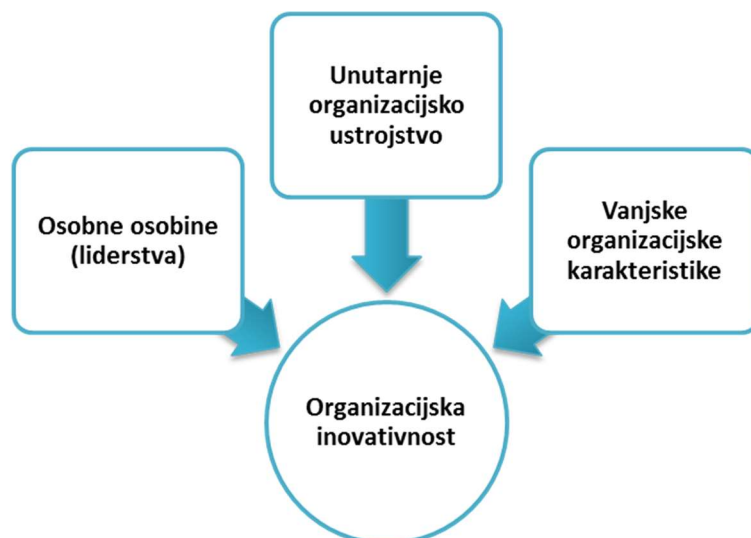 Unutarnje
organizacijsko
ustrojstvo
Osobne osobine
(liderstva)
Vanjske
organizacijske
karakteristike
Organizacijska
inovativnost